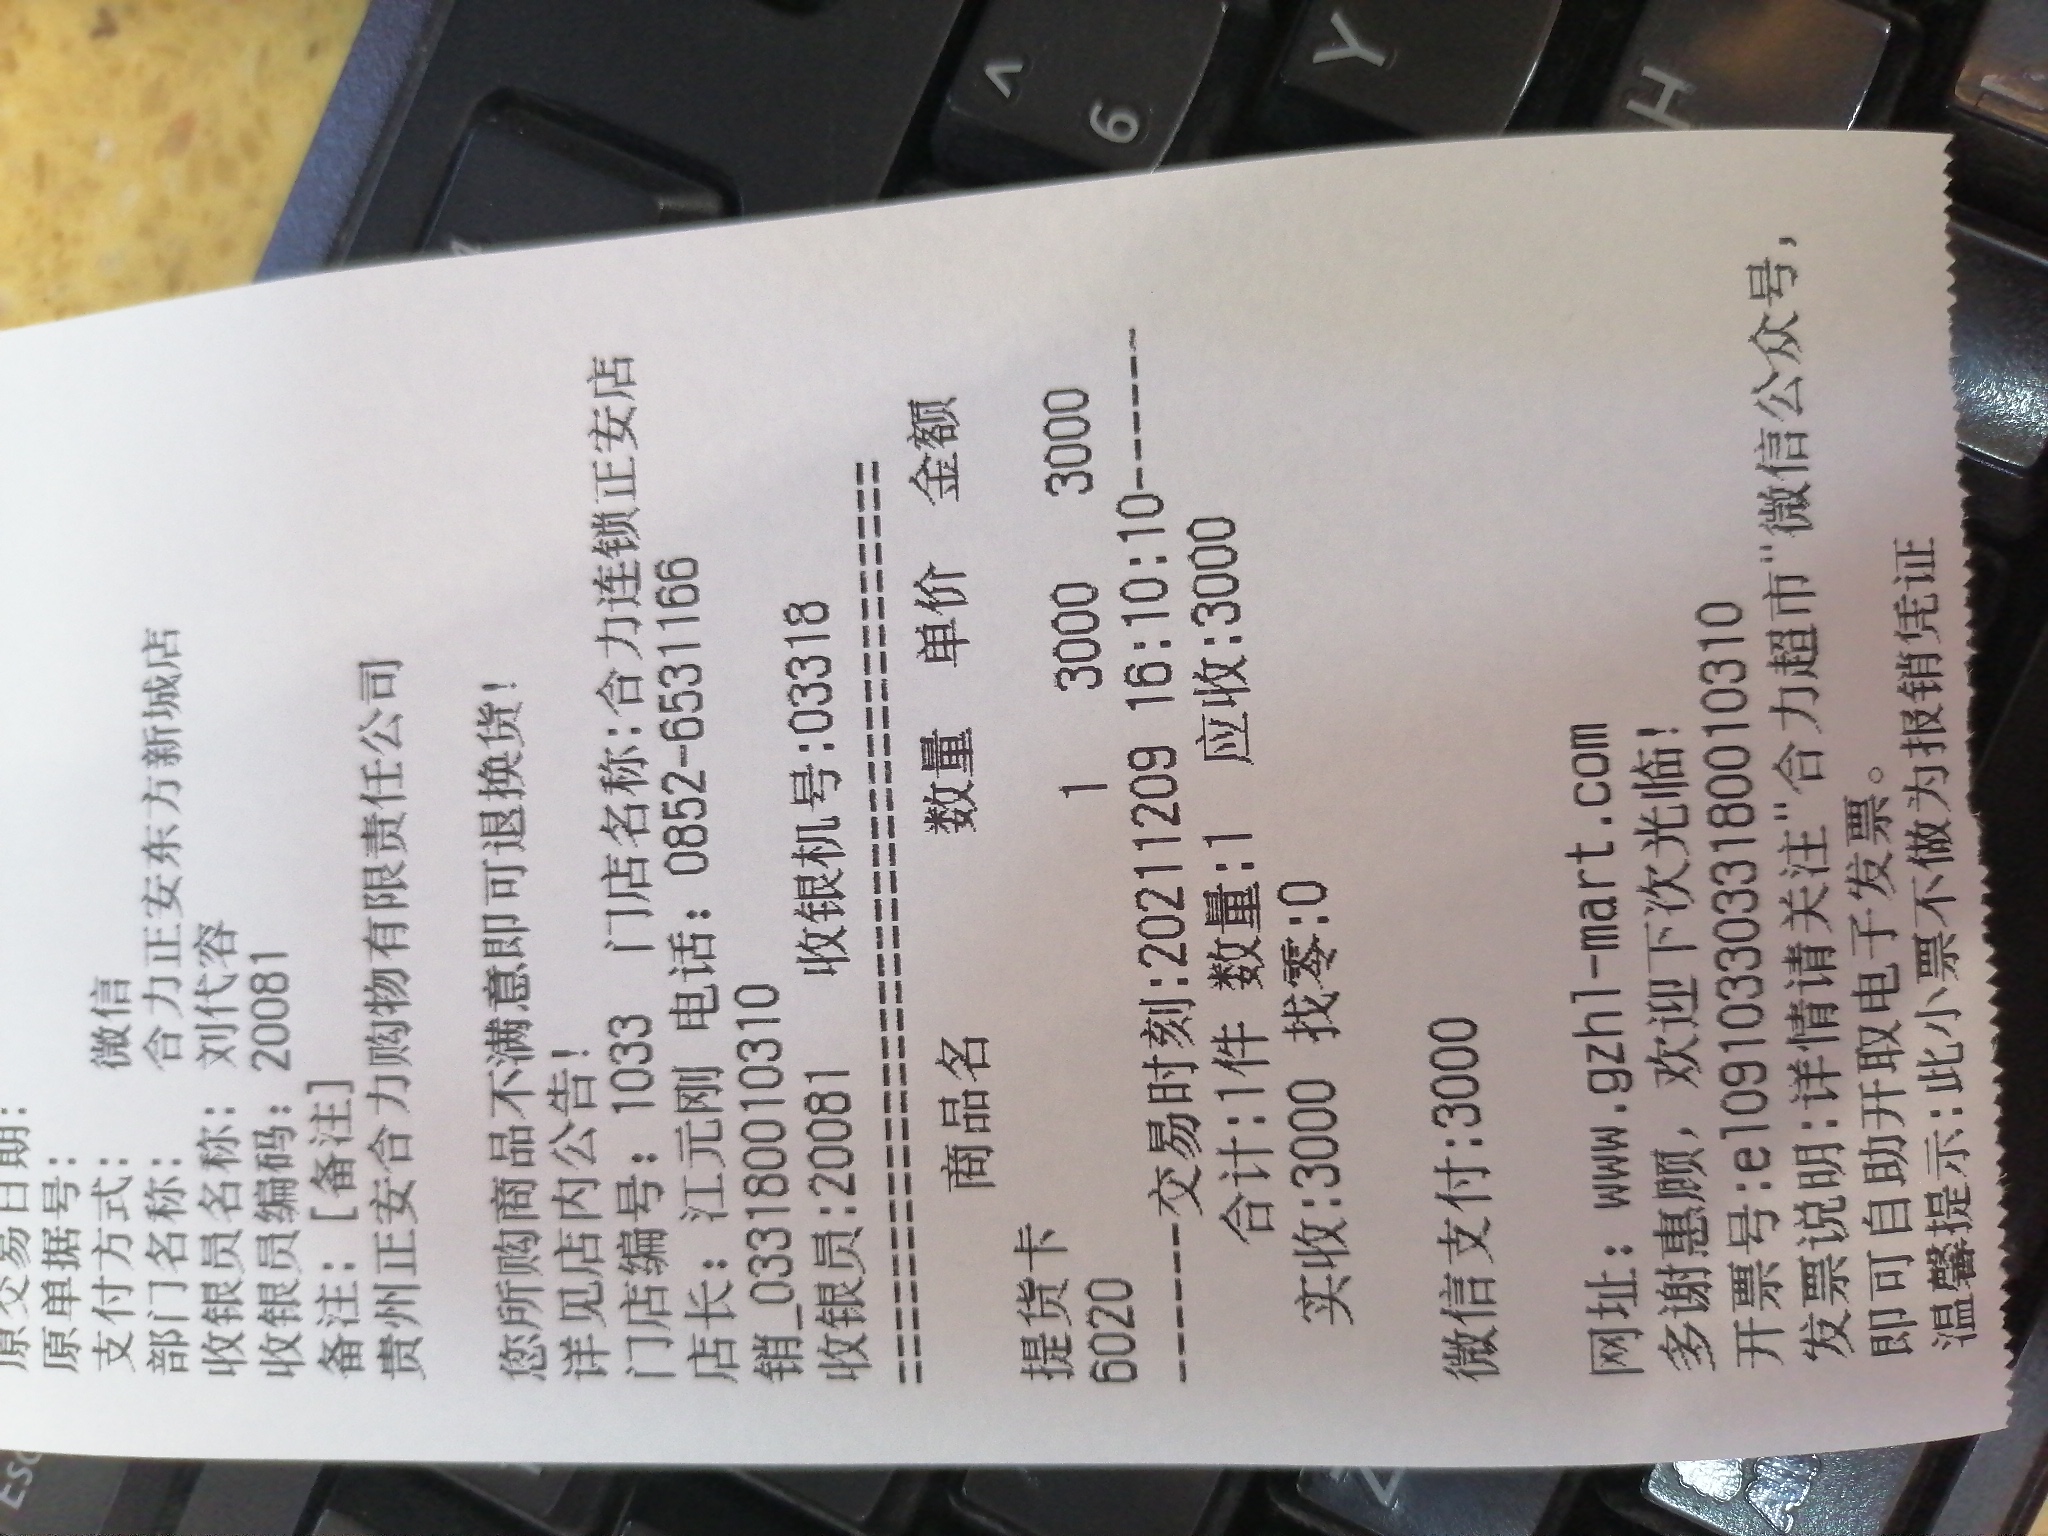 原交易日期:
原单据号:
支付方式: 微信
部门名称: 合力正安东方新城店
收银员名称: 刘代容
收银员编码: 20081
备注: [备注]
贵州正安合力购物有限责任公司
您所购商品不满意即可退换货!
详见店内公告!
门店编号: 1033 门店名称:合力连锁正安店
店长: 江元刚 电话: 0852-6531166
销_033180010310
收银员:20081 收银机号:03318
================================================
商品名 数量 单价 金额
提货卡
6020 1 3000 3000
------交易时刻:20211209 16:10:10------
合计:1件 数量:1 应收:3000
实收:3000 找零:0
微信支付:3000
网址: www.gzhl-mart.com
多谢惠顾, 欢迎下次光临!
开票号:e109103303318001​0310
发票说明:详情请关注"合力超市"微信公众号,
即可自助开取电子发票。
温馨提示:此小票不做为报销凭证
ESC
^
6
Y
H
Z